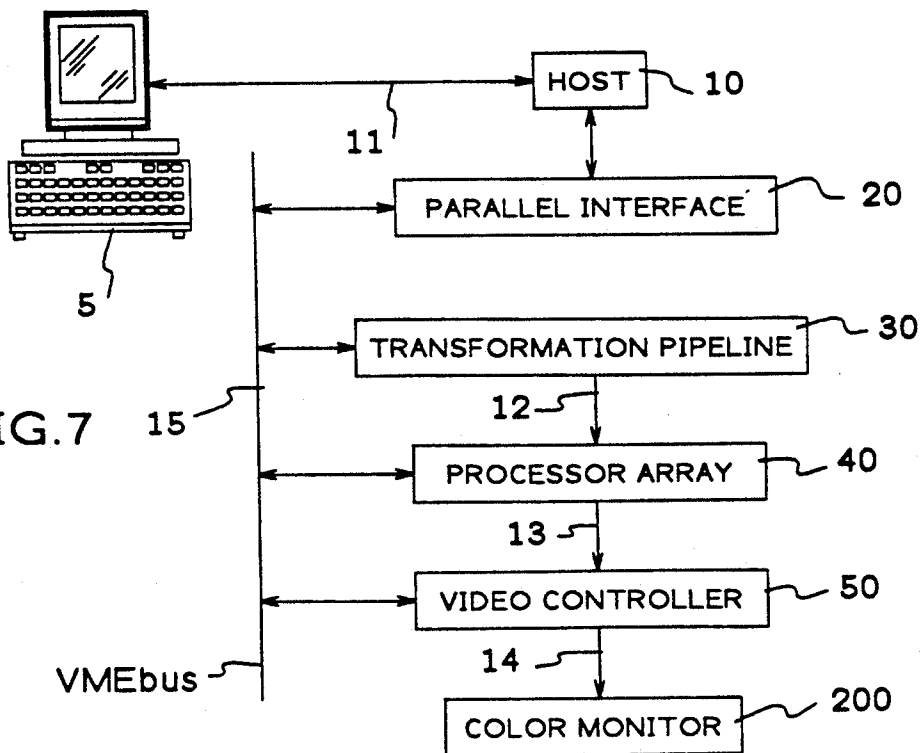 HOST
10
11
PARALLEL INTERFACE
20
5
TRANSFORMATION PIPELINE
30
12
IG.7
15
PROCESSOR ARRAY
40
13
VIDEO CONTROLLER
50
14
VMEbus
COLOR MONITOR
200